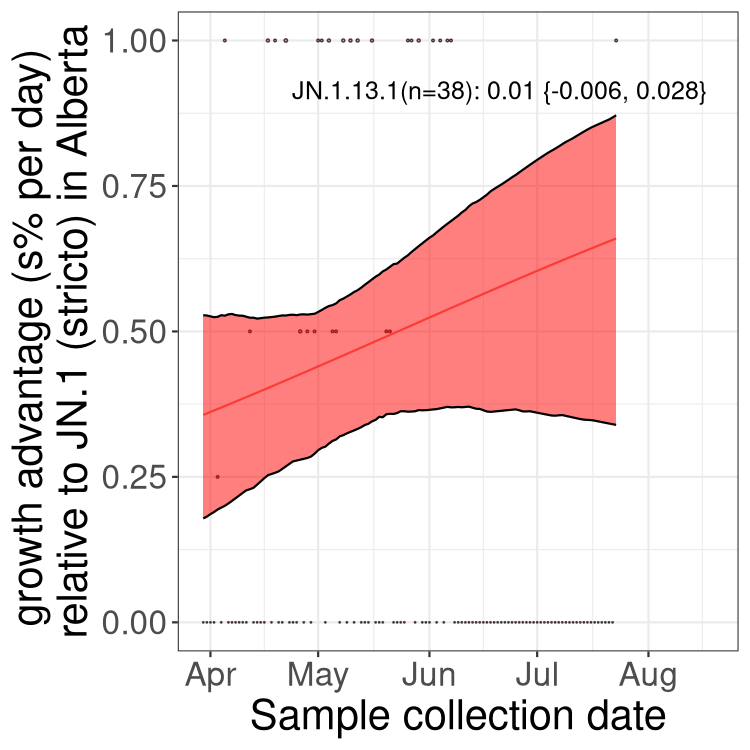 growth advantage (s% per day)
relative to JN.1 (stricto) in Alberta
1.00
0.75
0.50
0.25
0.00
JN.1.13.1(n=38): 0.01 {-0.006, 0.028}
Apr May Jun Jul Aug
Sample collection date